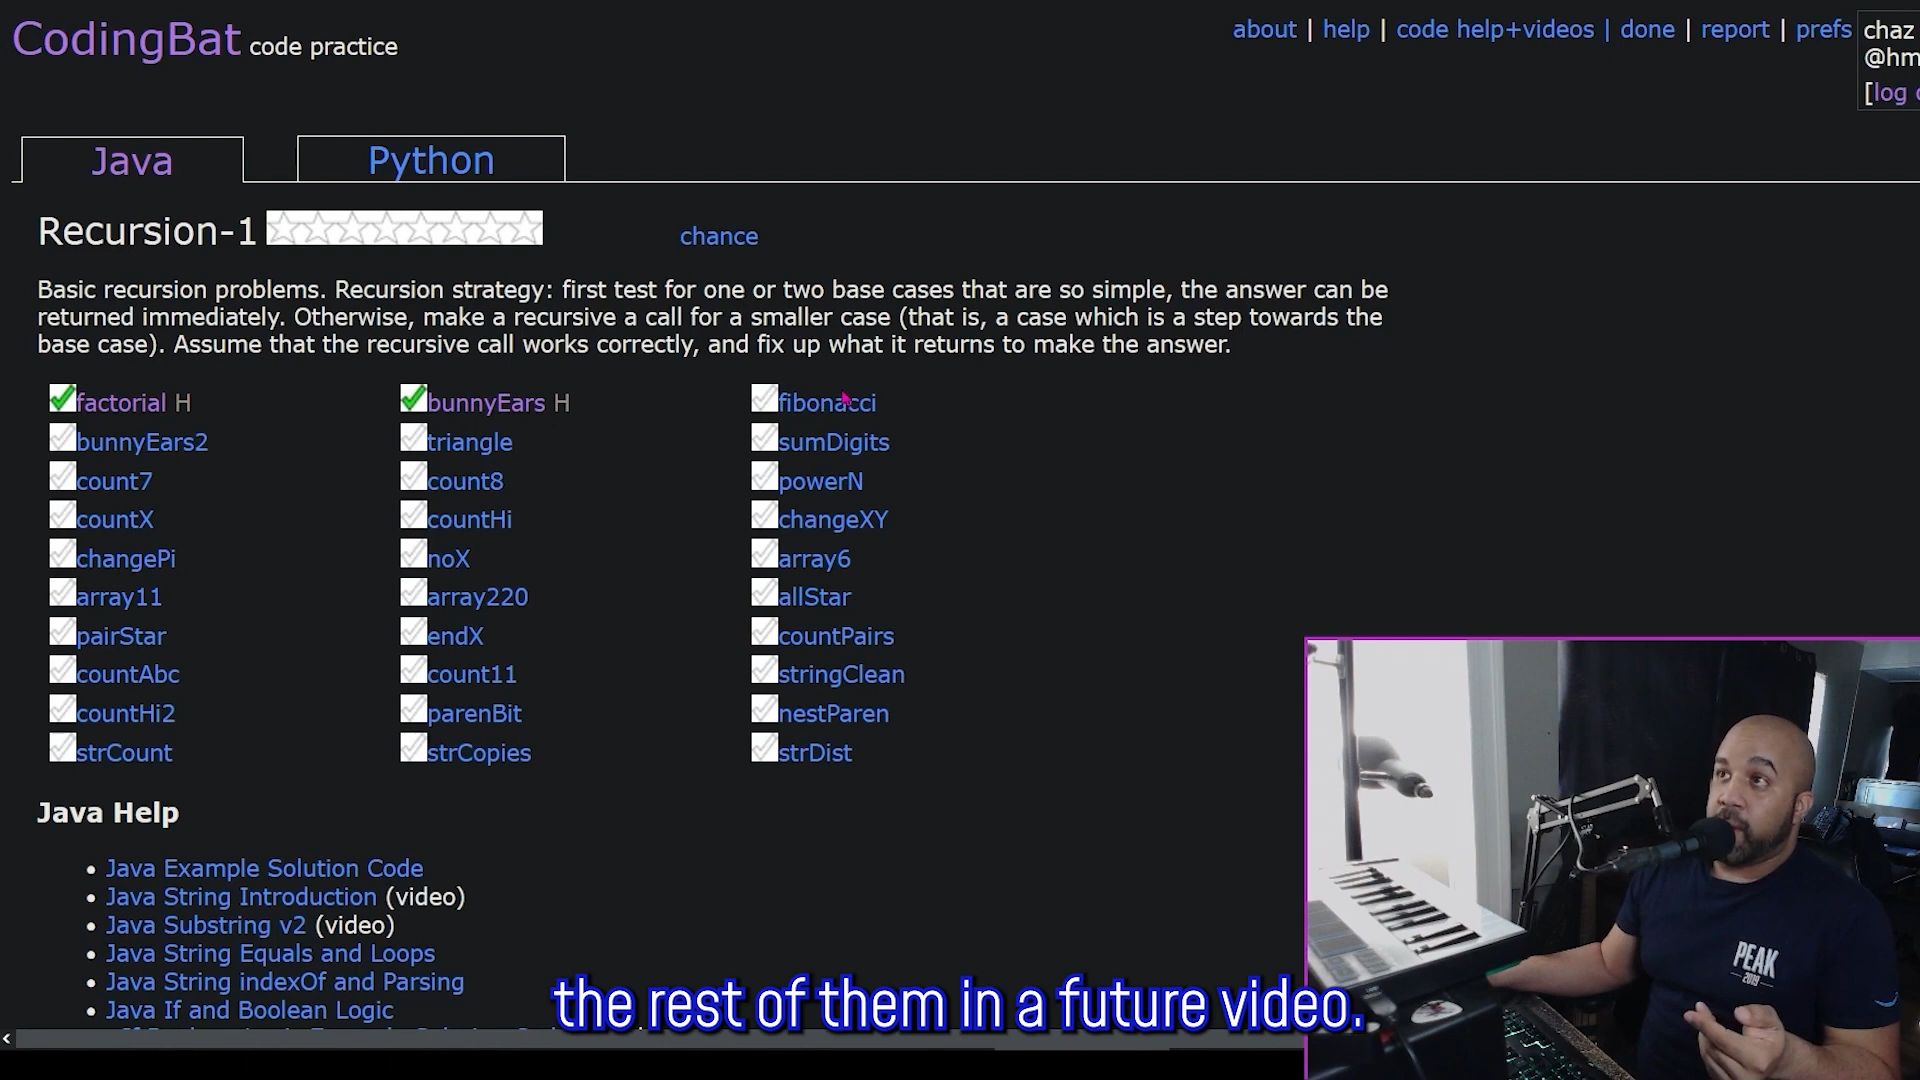 CodingBat code practice
about | help | code help+videos | done | report | prefs
chaz
@hm
[log
Java
Python
Recursion-1
chance
Basic recursion problems. Recursion strategy: first test for one or two base cases that are so simple, the answer can be
returned immediately. Otherwise, make a recursive a call for a smaller case (that is, a case which is a step towards the
base case). Assume that the recursive call works correctly, and fix up what it returns to make the answer.
factorial H
bunnyEars H
fibonacci
bunnyEars2
triangle
sumDigits
count7
count8
powerN
countX
countHi
changeXY
changePi
noX
array6
array11
array220
allStar
pairStar
endX
countPairs
countAbc
count11
stringClean
countHi2
parenBit
nestParen
strCount
strCopies
strDist
Java Help
• Java Example Solution Code
• Java String Introduction (video)
• Java Substring v2 (video)
• Java String Equals and Loops
• Java String indexOf and Parsing
• Java If and Boolean Logic
PEAK
2019
the rest of them in a future video.